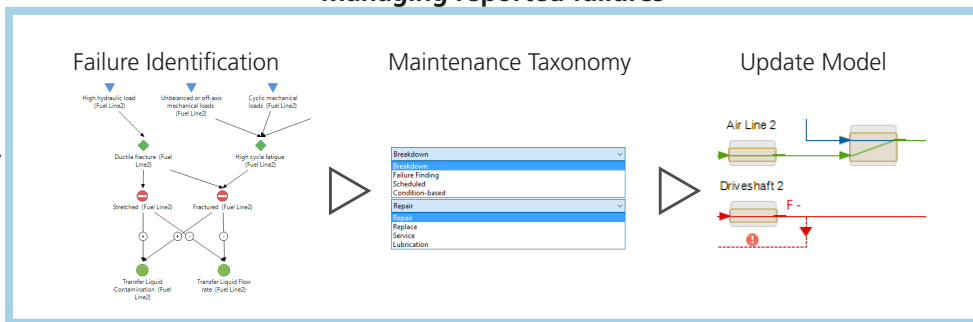 managing reported failures
Failure Identification
Maintenance Taxonomy
Update Model
High hydraulic load
(Fuel Line2)
Unbalanced or off-axis
mechanical loads
(Fuel Line2)
Cyclic mechanical
loads (Fuel Line2)
Ductile fracture (Fuel
Line2)
High cycle fatigue
(Fuel Line2)
Stretched (Fuel Line2)
Fractured (Fuel Line2)
+
+
-
-
Transfer Liquid
Contamination (Fuel
Line2)
Transfer Liquid Flow
rate (Fuel Line2)
Breakdown
Breakdown
Failure Finding
Scheduled
Condition-based
Repair
Repair
Replace
Service
Lubrication
Air Line 2
Driveshaft 2
F -
!